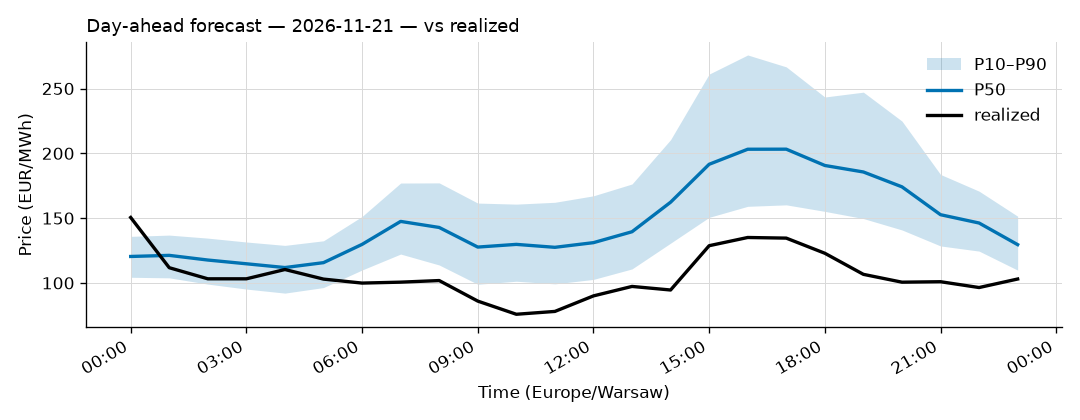 Day-ahead forecast — 2026-11-21 — vs realized
Price (EUR/MWh)
250
200
150
100
P10–P90
P50
realized
00:00
03:00
06:00
09:00
12:00
15:00
18:00
21:00
00:00
Time (Europe/Warsaw)